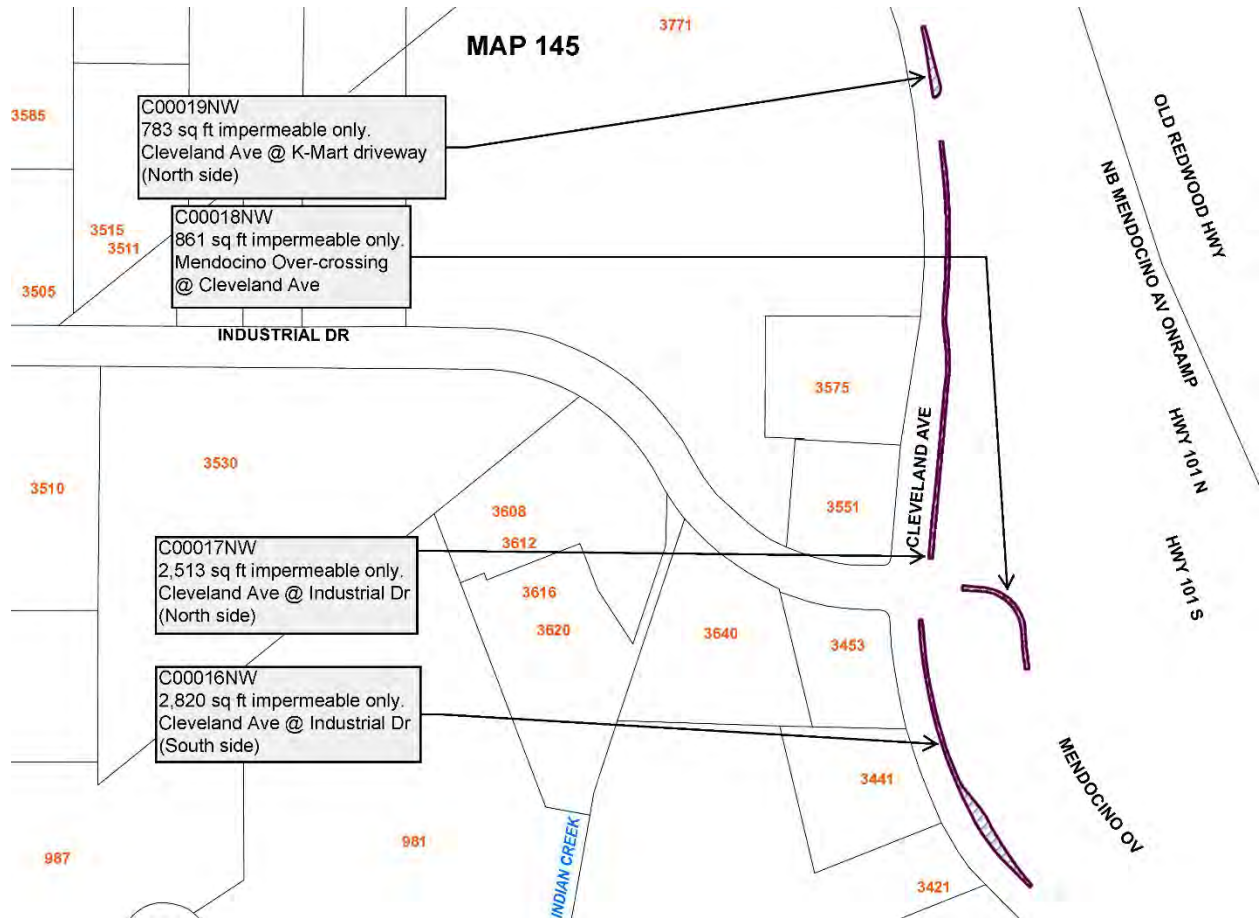 3771
MAP 145
C00019NW
783 sq ft impermeable only.
Cleveland Ave @ K-Mart driveway
(North side)
3585
OLD REDWOOD HWY
NB MENDOCINO AV ONRAMP
C00018NW
861 sq ft impermeable only.
Mendocino Over-crossing
@ Cleveland Ave
3515
3511
3505
INDUSTRIAL DR
3575
CLEVELAND AVE
HWY 101 N
3530
3510
3551
3608
3612
HWY 101 S
C00017NW
2,513 sq ft impermeable only.
Cleveland Ave @ Industrial Dr
(North side)
3616
3620
3640
3453
C00016NW
2,820 sq ft impermeable only.
Cleveland Ave @ Industrial Dr
(South side)
3441
MENDOCINO OV
987
981
INDIAN CREEK
3421